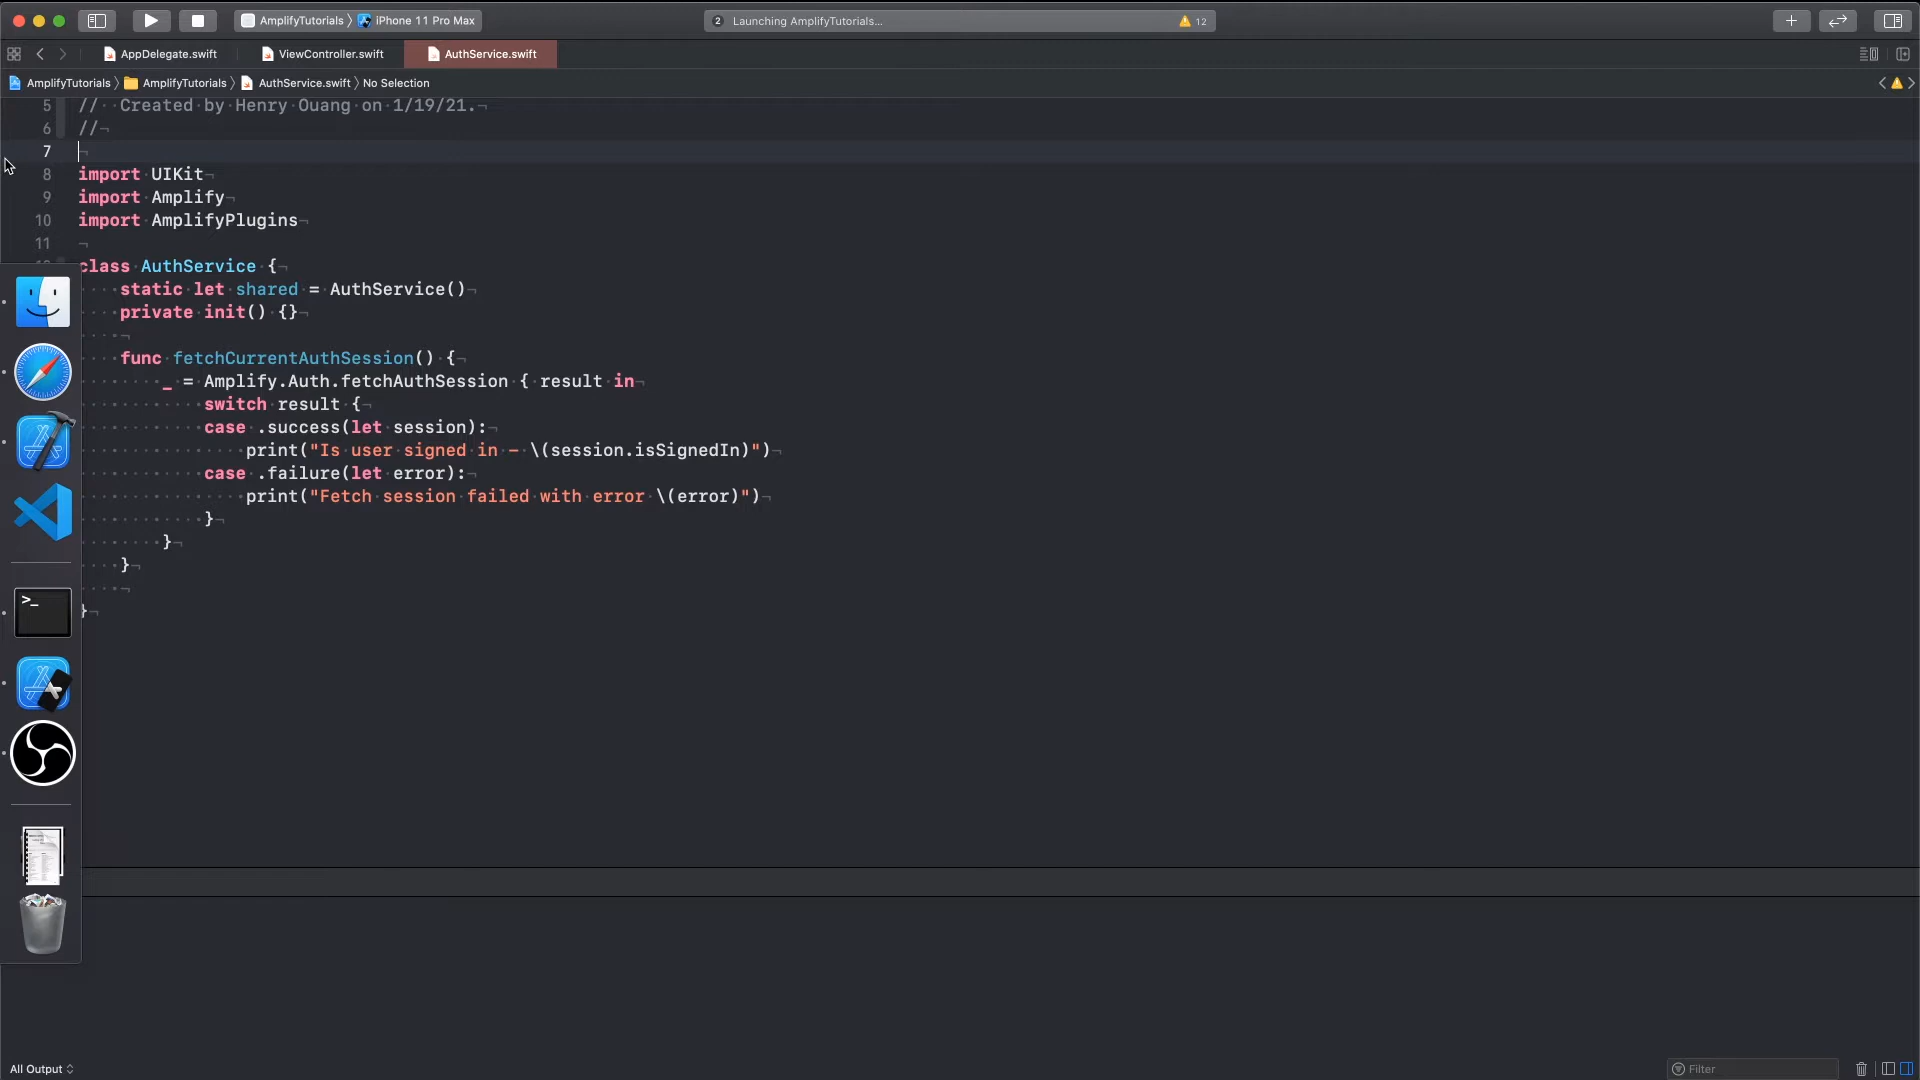 AmplifyTutorials 〉 iPhone 11 Pro Max
2 Launching AmplifyTutorials... 12
AppDelegate.swift ViewController.swift AuthService.swift
AmplifyTutorials 〉 AmplifyTutorials 〉 AuthService.swift 〉 No Selection
5 //  Created by Henry Ouang on 1/19/21.
6 //
7
8 import UIKit
9 import Amplify
10 import AmplifyPlugins
11
class AuthService {
static let shared = AuthService()
private init() {}
func fetchCurrentAuthSession() {
_ = Amplify.Auth.fetchAuthSession { result in
switch result {
case .success(let session):
print("Is user signed in - \(session.isSignedIn)")
case .failure(let error):
print("Fetch session failed with error \(error)")
}
}
}
}
>_
All Output Filter